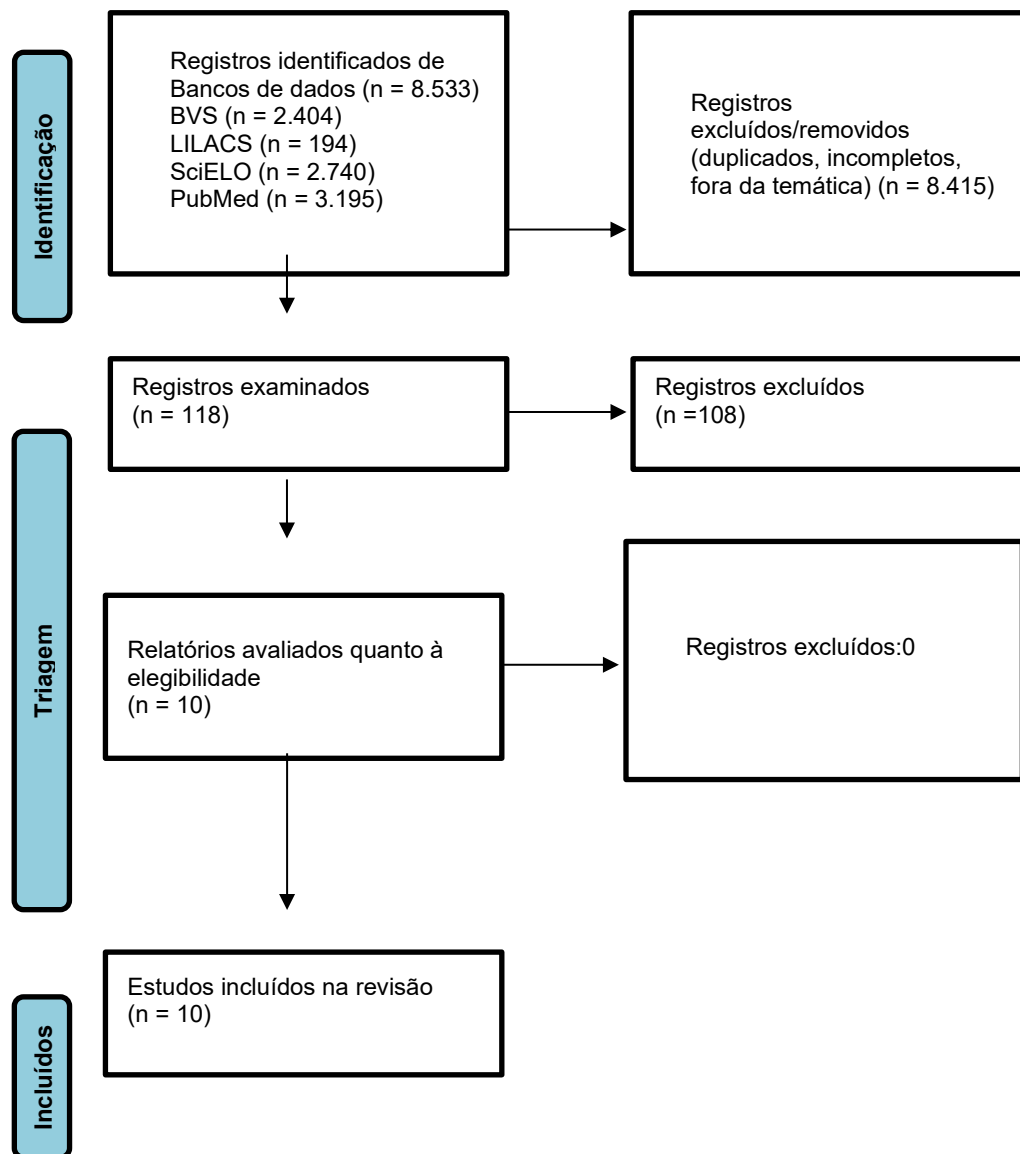 Identificação
Registros identificados de
Bancos de dados (n = 8.533)
BVS (n = 2.404)
LILACS (n = 194)
SciELO (n = 2.740)
PubMed (n = 3.195)
Registros
excluídos/removidos
(duplicados, incompletos,
fora da temática) (n = 8.415)
Triagem
Registros examinados
(n = 118)
Registros excluídos
(n =108)
Relatórios avaliados quanto à
elegibilidade
(n = 10)
Registros excluídos:0
Incluídos
Estudos incluídos na revisão
(n = 10)